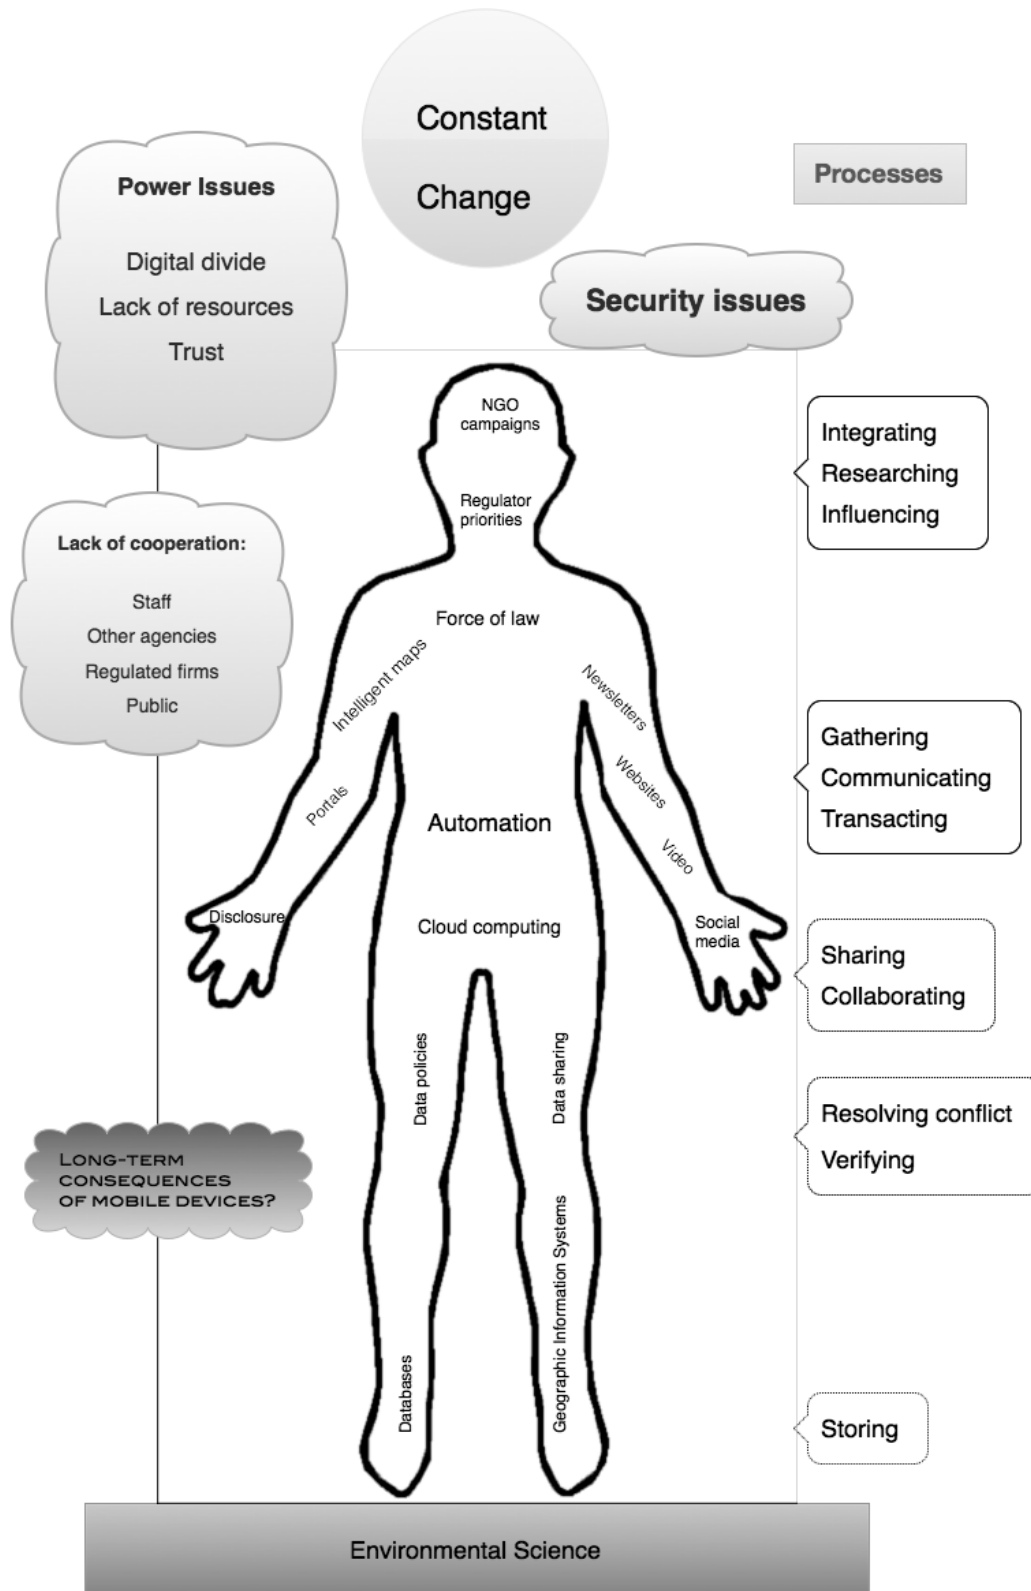 Constant
Change
Processes
Power Issues
Digital divide
Lack of resources
Trust
Security issues
NGO
campaigns
Regulator
priorities
Integrating
Researching
Influencing
Lack of cooperation:
Staff
Other agencies
Regulated firms
Public
Force of law
Intelligent maps
Newsletters
Portals
Websites
Automation
Video
Gathering
Communicating
Transacting
Disclosure
Cloud computing
Social
media
Sharing
Collaborating
Data policies
Data sharing
Resolving conflict
Verifying
LONG-TERM
CONSEQUENCES
OF MOBILE DEVICES?
Databases
Geographic Information Systems
Storing
Environmental Science